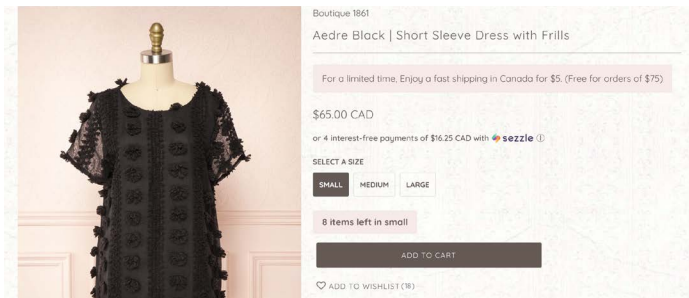 Boutique 1861
Aedre Black | Short Sleeve Dress with Frills
For a limited time. Enjoy a fast shipping in Canada for $5. (Free for orders of $75)
$65.00 CAD
or 4 interest-free payments of $16.25 CAD with sezzle ⓘ
SELECT A SIZE
SMALL MEDIUM LARGE
8 items left in small
ADD TO CART
ADD TO WISHLIST (18)